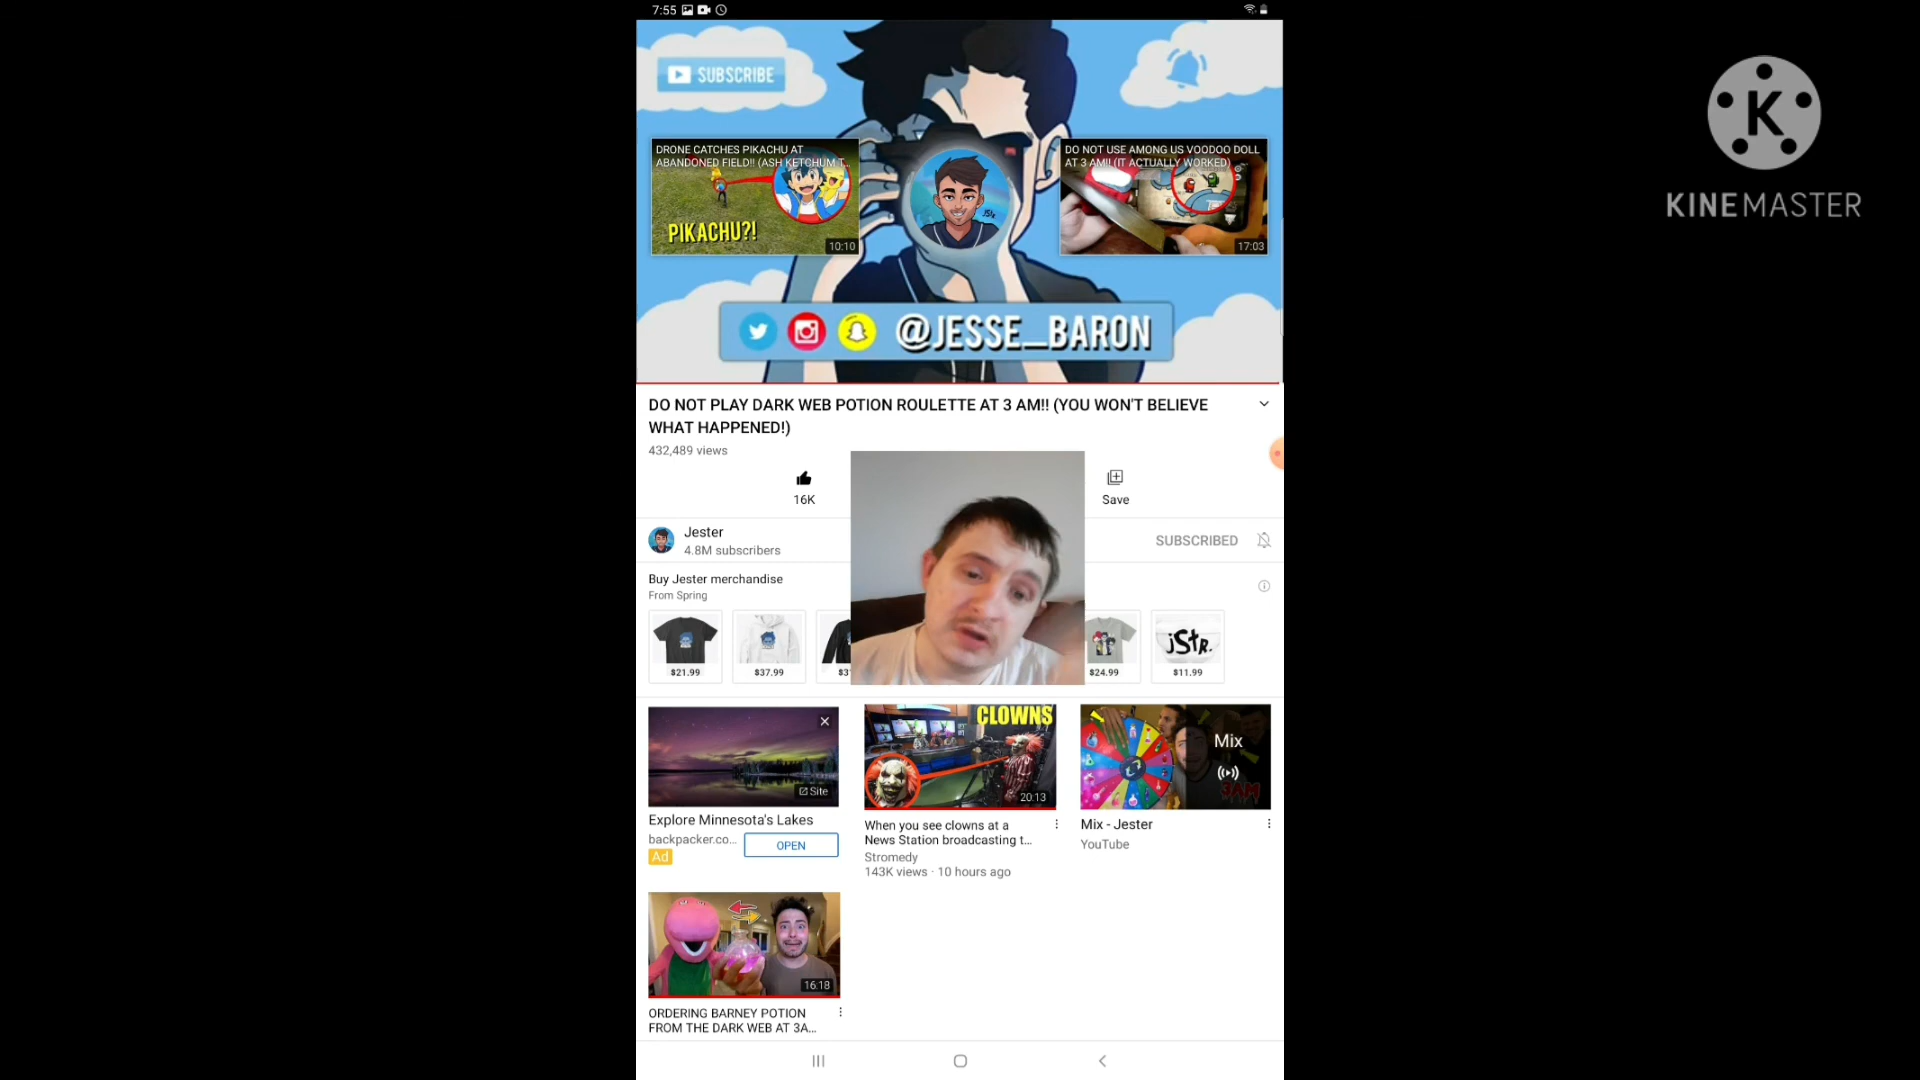 7:55
SUBSCRIBE
DRONE CATCHES PIKACHU AT
ABANDONED FIELD!! (ASH KETCHUM T...
PIKACHU?!
10:10
DO NOT USE AMONG US VOODOO DOLL
AT 3 AM!! (IT ACTUALLY WORKED)
17:03
jStr
@JESSE_BARON
K
KINEMASTER
DO NOT PLAY DARK WEB POTION ROULETTE AT 3 AM!! (YOU WON'T BELIEVE
WHAT HAPPENED!)
432,489 views
16K
Save
Jester
4.8M subscribers
SUBSCRIBED
Buy Jester merchandise
From Spring
$21.99
$37.99
$3
$24.99
jStr.
$11.99
Site
Explore Minnesota's Lakes
backpacker.co...
Ad
OPEN
CLOWNS
20:13
When you see clowns at a
News Station broadcasting t...
Stromedy
143K views · 10 hours ago
Mix
3AM
Mix - Jester
YouTube
16:18
ORDERING BARNEY POTION
FROM THE DARK WEB AT 3A...